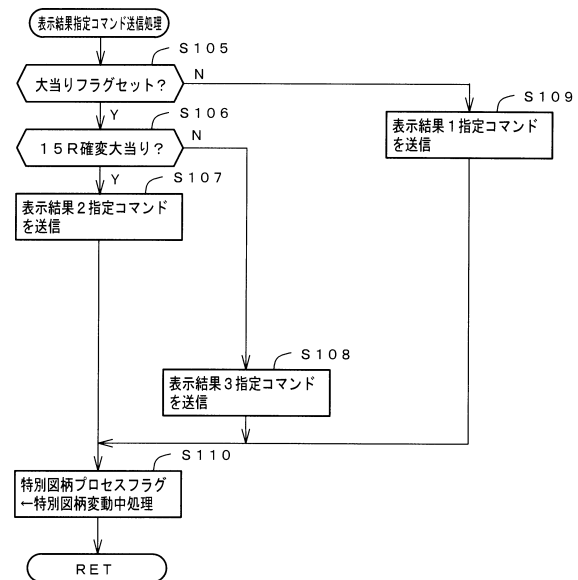 表示結果指定コマンド送信処理
S105
大当りフラグセット？
N
Y
S106
S109
15R確変大当り？
N
表示結果1指定コマンド
を送信
Y
S107
表示結果2指定コマンド
を送信
S108
表示結果3指定コマンド
を送信
S110
特別図柄プロセスフラグ
←特別図柄変動中処理
RET